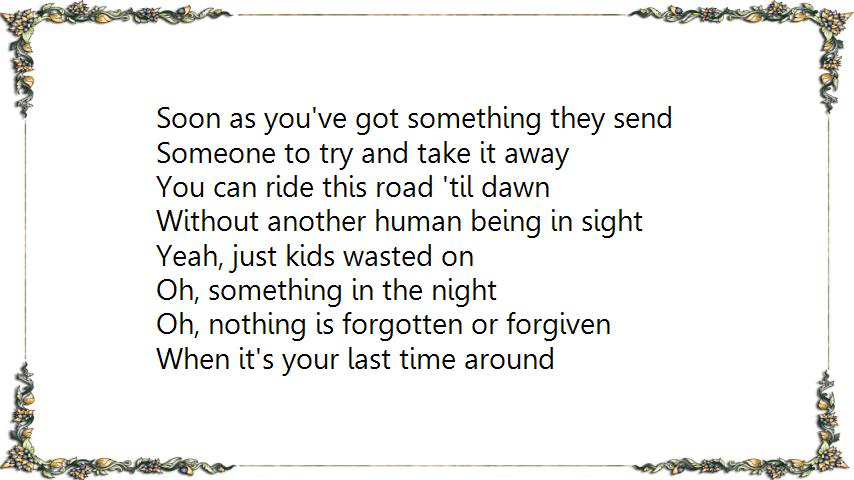 Soon as you've got something they send
Someone to try and take it away
You can ride this road 'til dawn
Without another human being in sight
Yeah, just kids wasted on
Oh, something in the night
Oh, nothing is forgotten or forgiven
When it's your last time around